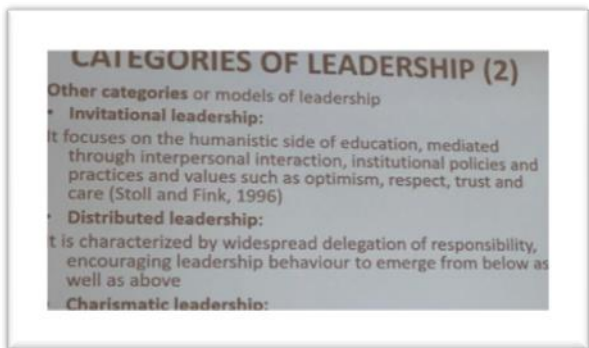 CATEGORIES OF LEADERSHIP (2)
Other categories or models of leadership
• Invitational leadership:
It focuses on the humanistic side of education, mediated
through interpersonal interaction, institutional policies and
practices and values such as optimism, respect, trust and
care (Stoll and Fink, 1996)
• Distributed leadership:
t is characterized by widespread delegation of responsibility,
encouraging leadership behaviour to emerge from below as
well as above
• Charismatic leadership: